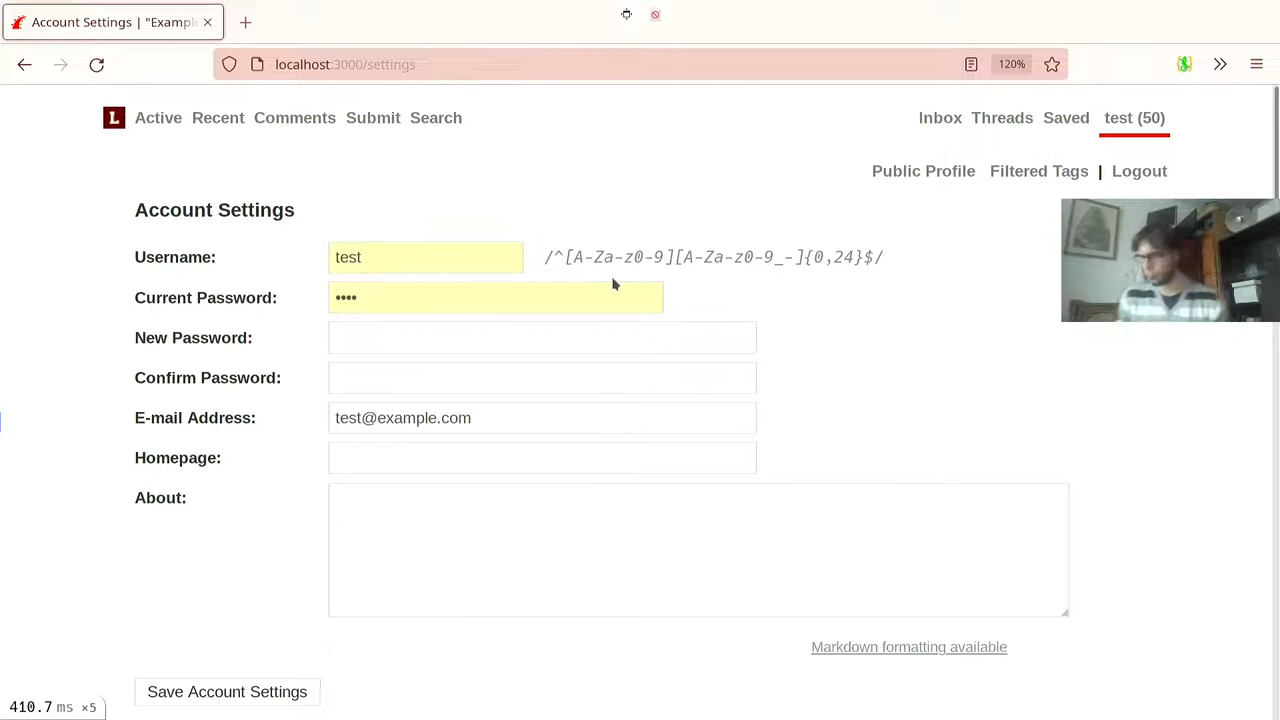 Account Settings | "Exampl
localhost:3000/settings
120%
L Active Recent Comments Submit Search
Inbox Threads Saved test (50)
Public Profile Filtered Tags | Logout
Account Settings
Username: test /^[A-Za-z0-9][A-Za-z0-9_-]{0,24}$/
Current Password: ••••
New Password:
Confirm Password:
E-mail Address: test@example.com
Homepage:
About:
Markdown formatting available
Save Account Settings
410.7 ms ×5